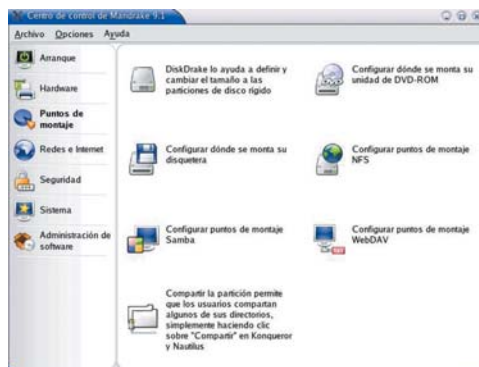 Centro de control de Mandrake 9.1
Archivo Opciones Ayuda
Arranque
Hardware
Puntos de
montaje
Redes e Internet
Seguridad
Sistema
Administración de
software
DiskDrake lo ayuda a definir y
cambiar el tamaño a las
particiones de disco rígido
Configurar dónde se monta su
unidad de DVD-ROM
Configurar dónde se monta su
disquetera
Configurar puntos de montaje
NFS
Configurar puntos de montaje
Samba
Configurar puntos de montaje
WebDAV
Compartir la partición permite
que los usuarios compartan
algunos de sus directorios,
simplemente haciendo clic
sobre "Compartir" en Konqueror
y Nautilus